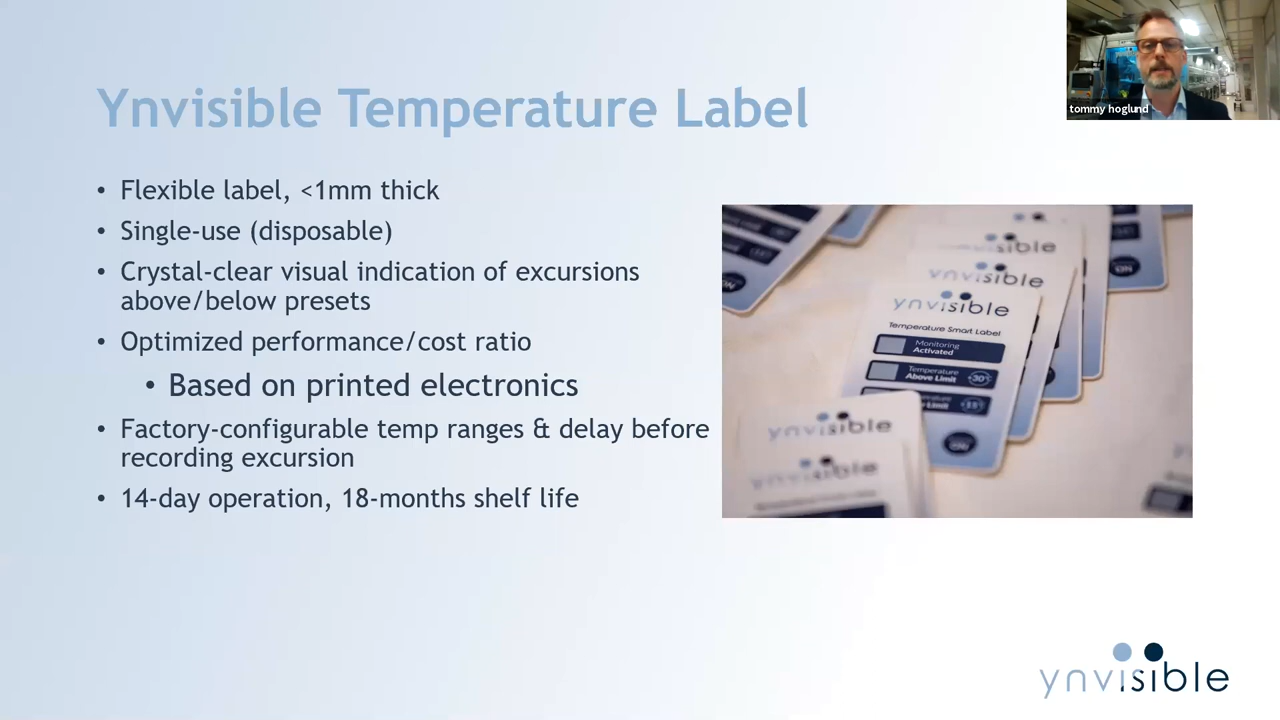 Ynvisible Temperature Label
tommy hoglund
• Flexible label, <1mm thick
• Single-use (disposable)
• Crystal-clear visual indication of excursions
above/below presets
• Optimized performance/cost ratio
• Based on printed electronics
• Factory-configurable temp ranges & delay before
recording excursion
• 14-day operation, 18-months shelf life
ynvisible
ynvisible
Temperature Smart Label
Monitoring
Activated
Temperature
Above Limit
+30°
ynvisible
ynvisible
ynvisible